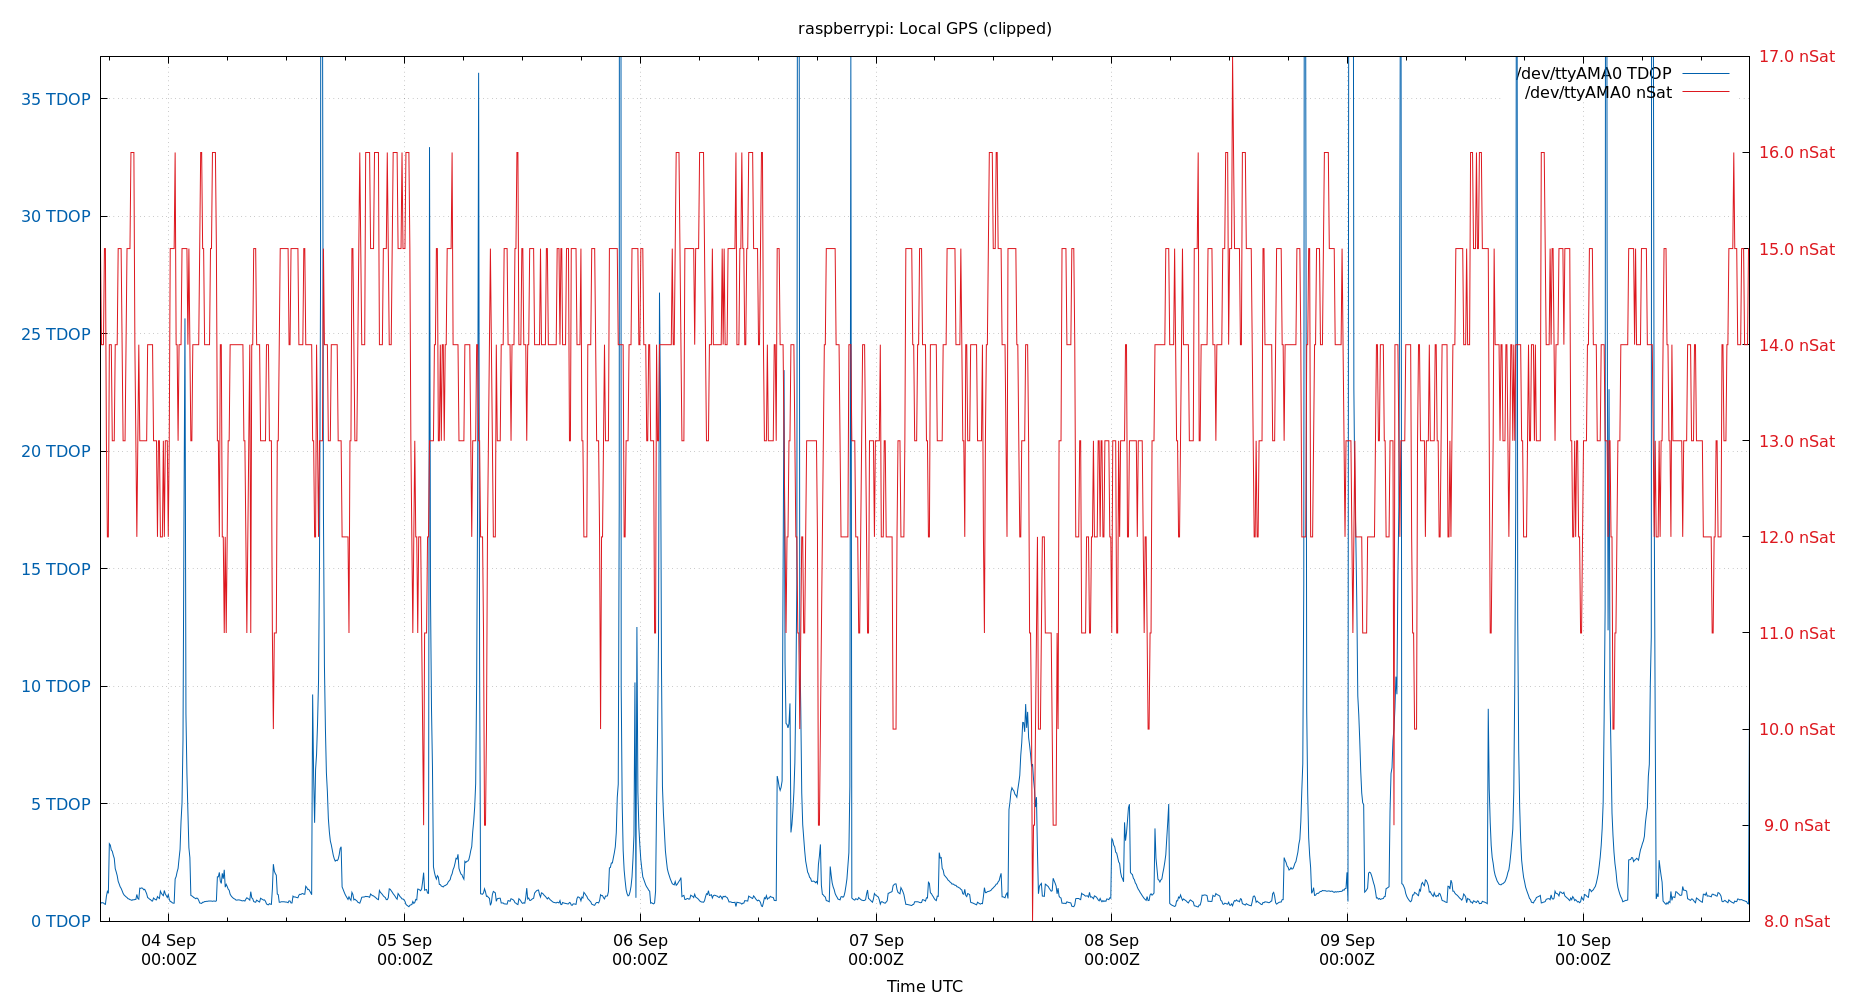 raspberrypi: Local GPS (clipped)
/dev/ttyAMA0 TDOP
/dev/ttyAMA0 nSat
35 TDOP
30 TDOP
25 TDOP
20 TDOP
15 TDOP
10 TDOP
5 TDOP
0 TDOP
17.0 nSat
16.0 nSat
15.0 nSat
14.0 nSat
13.0 nSat
12.0 nSat
11.0 nSat
10.0 nSat
9.0 nSat
8.0 nSat
04 Sep
00:00Z
05 Sep
00:00Z
06 Sep
00:00Z
07 Sep
00:00Z
08 Sep
00:00Z
09 Sep
00:00Z
10 Sep
00:00Z
Time UTC